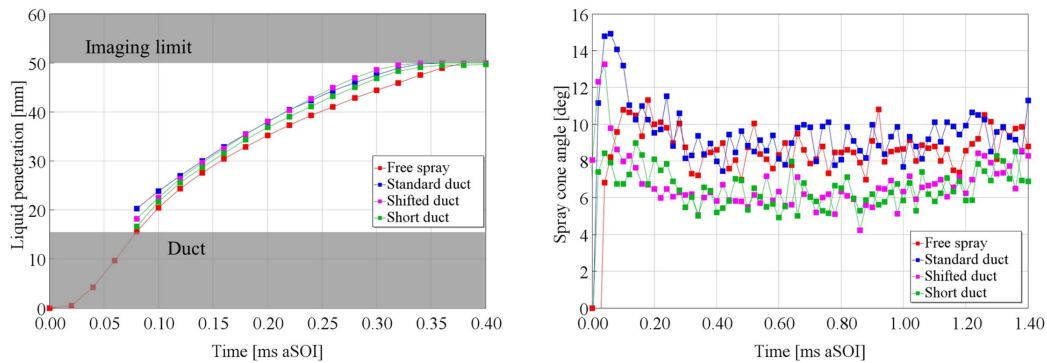 60
50
40
30
20
10
0
Liquid penetration [mm]
Imaging limit
Duct
Free spray
Standard duct
Shifted duct
Short duct
0.00 0.05 0.10 0.15 0.20 0.25 0.30 0.35 0.40
Time [ms aSOI]
16
14
12
10
8
6
4
2
0
Spray cone angle [deg]
Free spray
Standard duct
Shifted duct
Short duct
0.00 0.20 0.40 0.60 0.80 1.00 1.20 1.40
Time [ms aSOI]